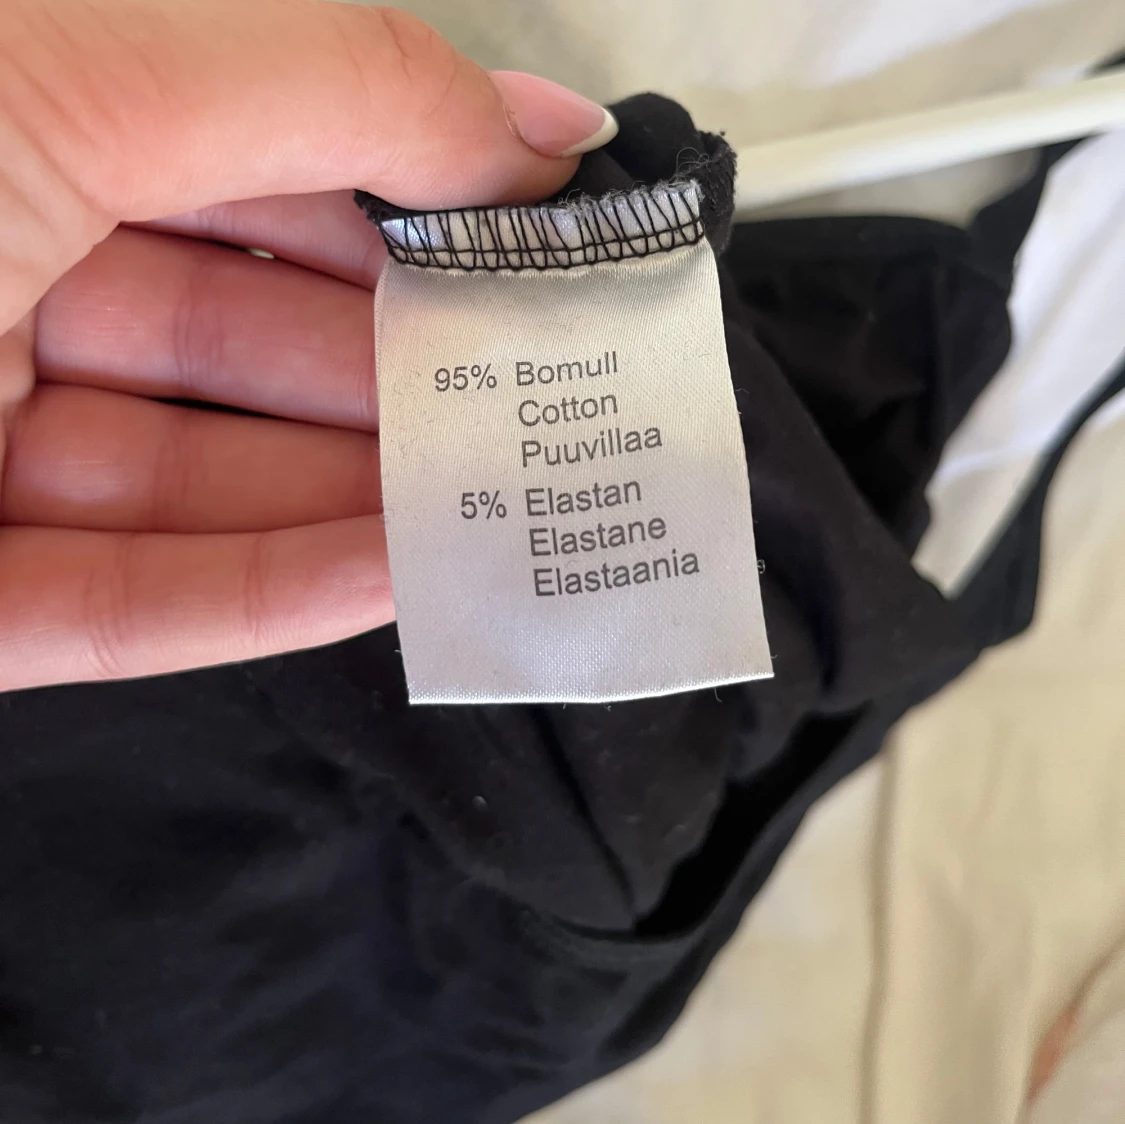 95% Bomull
Cotton
Puuvillaa
5% Elastan
Elastane
Elastaania